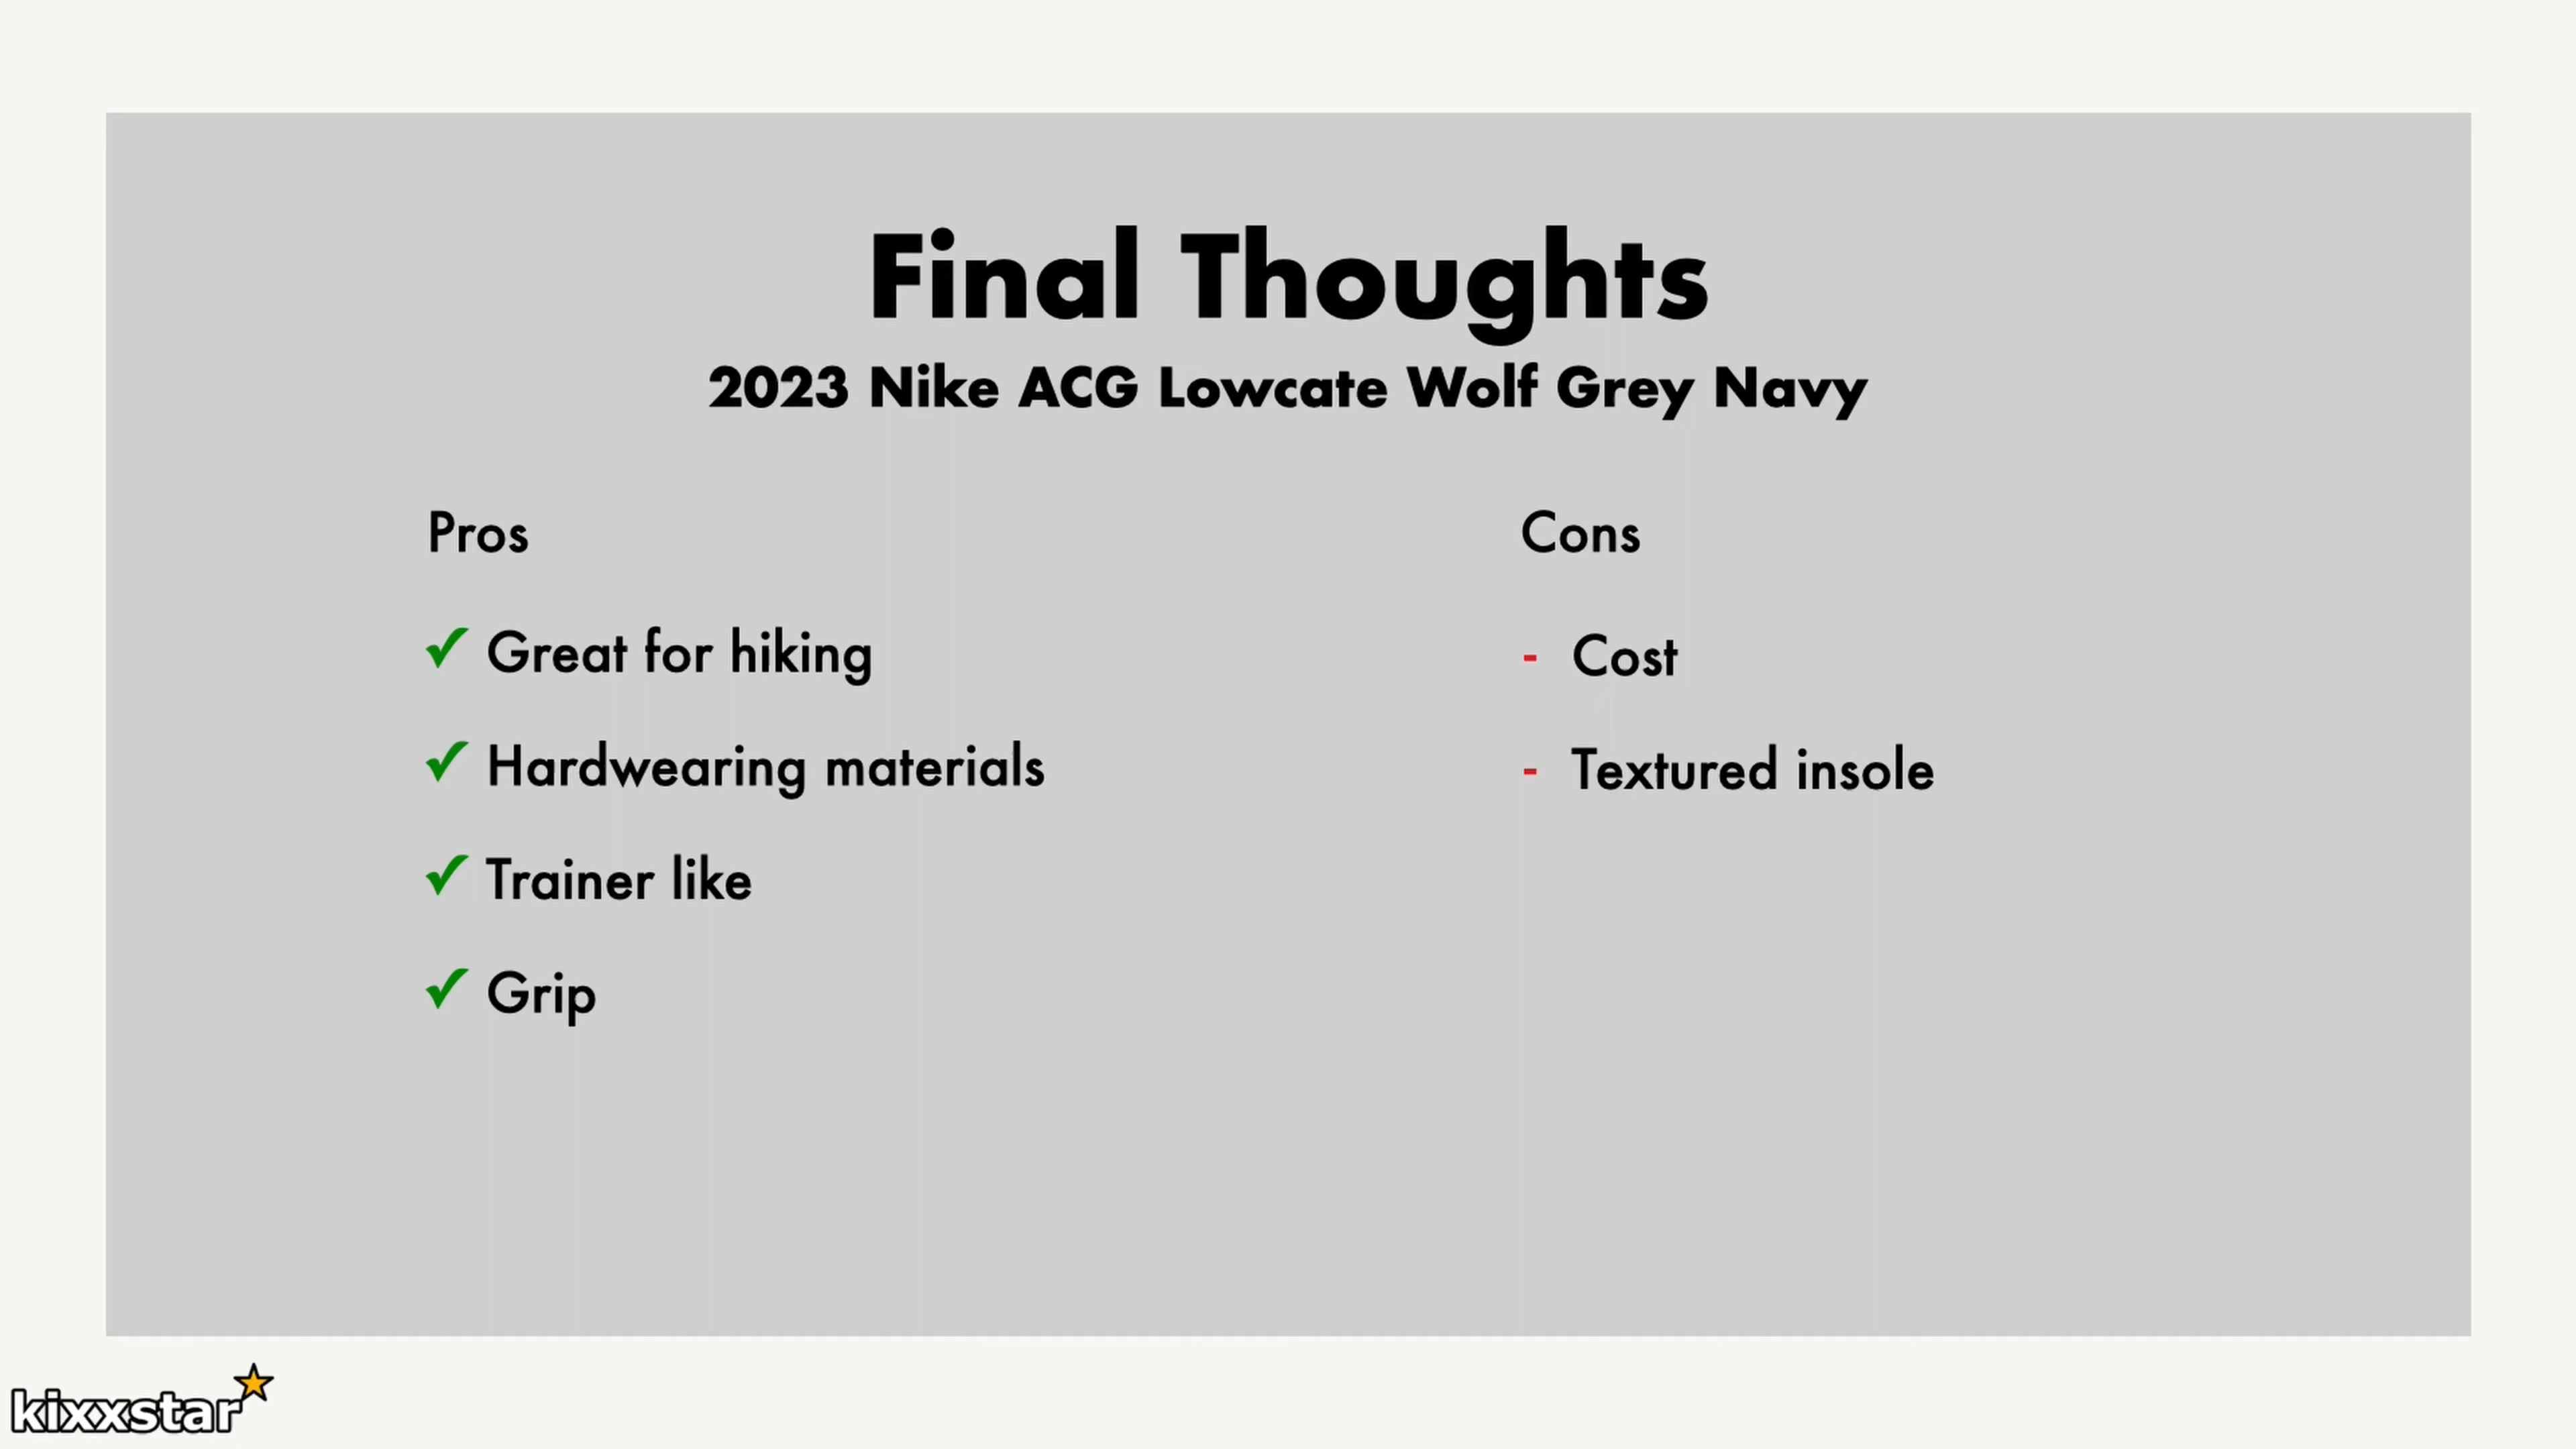 Final Thoughts
2023 Nike ACG Lowcate Wolf Grey Navy
Pros
✓ Great for hiking
✓ Hardwearing materials
✓ Trainer like
✓ Grip
Cons
- Cost
- Textured insole
kixxstar